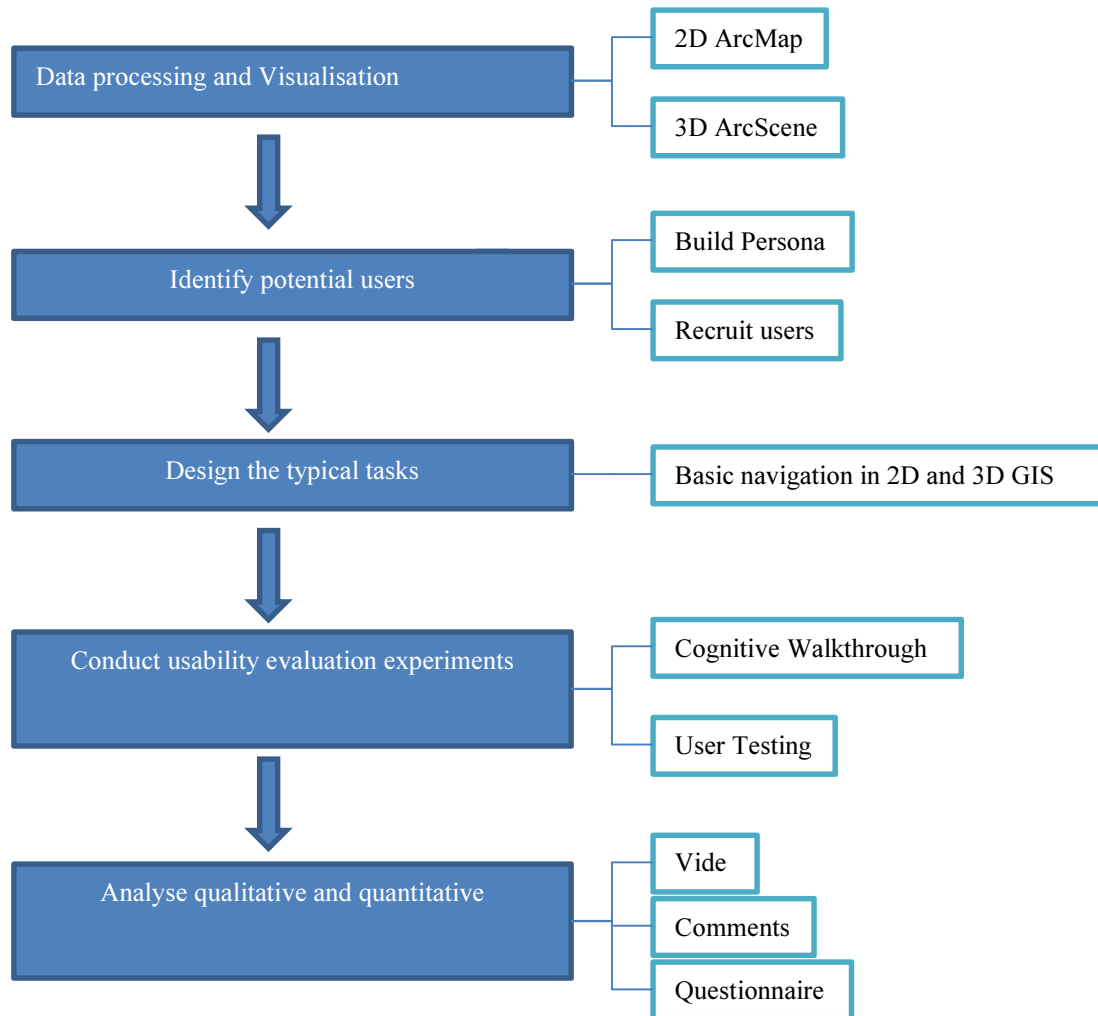 Data processing and Visualisation
2D ArcMap
3D ArcScene
Identify potential users
Build Persona
Recruit users
Design the typical tasks
Basic navigation in 2D and 3D GIS
Conduct usability evaluation experiments
Cognitive Walkthrough
User Testing
Analyse qualitative and quantitative
Vide
Comments
Questionnaire